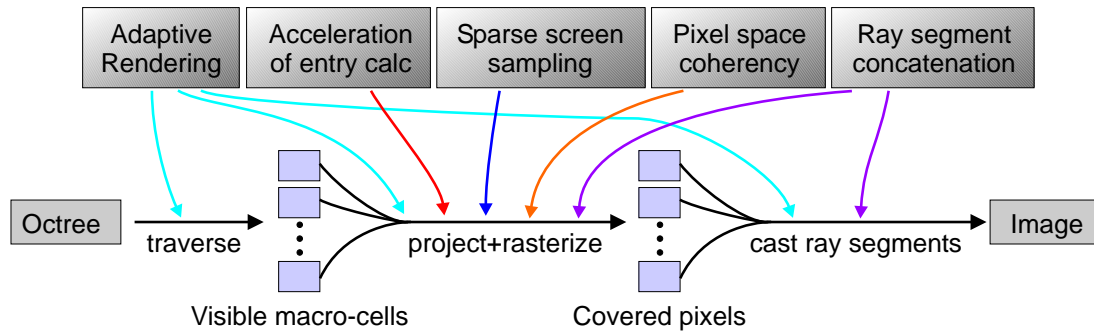 Adaptive
Rendering
Acceleration
of entry calc
Sparse screen
sampling
Pixel space
coherency
Ray segment
concatenation
Octree
traverse
project+rasterize
cast ray segments
Image
Visible macro-cells
Covered pixels